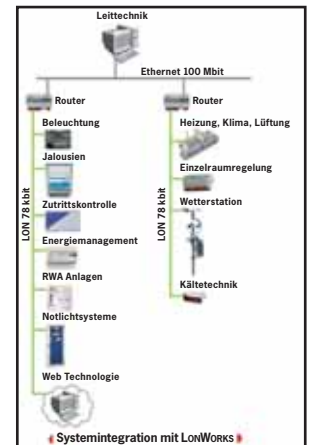 Leittechnik
Ethernet 100 Mbit
Router
Router
Beleuchtung
Jalousien
Zutrittskontrolle
Energiemanagement
RWA Anlagen
Notlichtsysteme
Web Technologie
LON 78 kbit
Heizung, Klima, Lüftung
Einzelraumregelung
Wetterstation
Kältetechnik
LON 78 kbit
Systemintegration mit LONWORKS